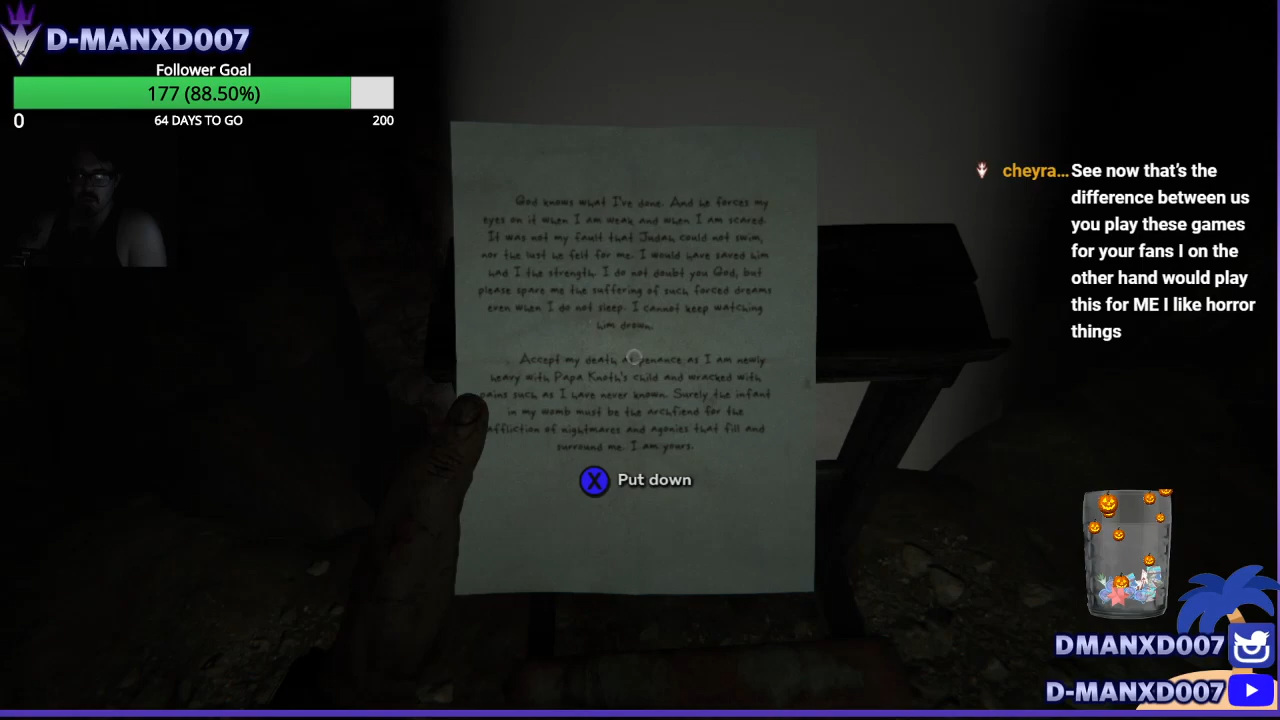 D-MANXD007
Follower Goal
177 (88.50%)
0
64 DAYS TO GO
200
God knows what I've done. And he forces my
eyes on it when I am weak and when I am scared.
It was not my fault that Judah could not swim,
nor the lust he felt for me. I would have saved him
had I the strength. I do not doubt you God, but
please spare me the suffering of such forced dreams
even when I do not sleep. I cannot keep watching
him drown.
Accept my death as penance as I am newly
heavy with Papa Knoth's child and wracked with
pains such as I have never known. Surely the infant
in my womb must be the archfiend for the
affliction of nightmares and agonies that fill and
surround me. I am yours.
X Put down
cheyra... See now that's the
difference between us
you play these games
for your fans I on the
other hand would play
this for ME I like horror
things
DMANXD007
D-MANXD007